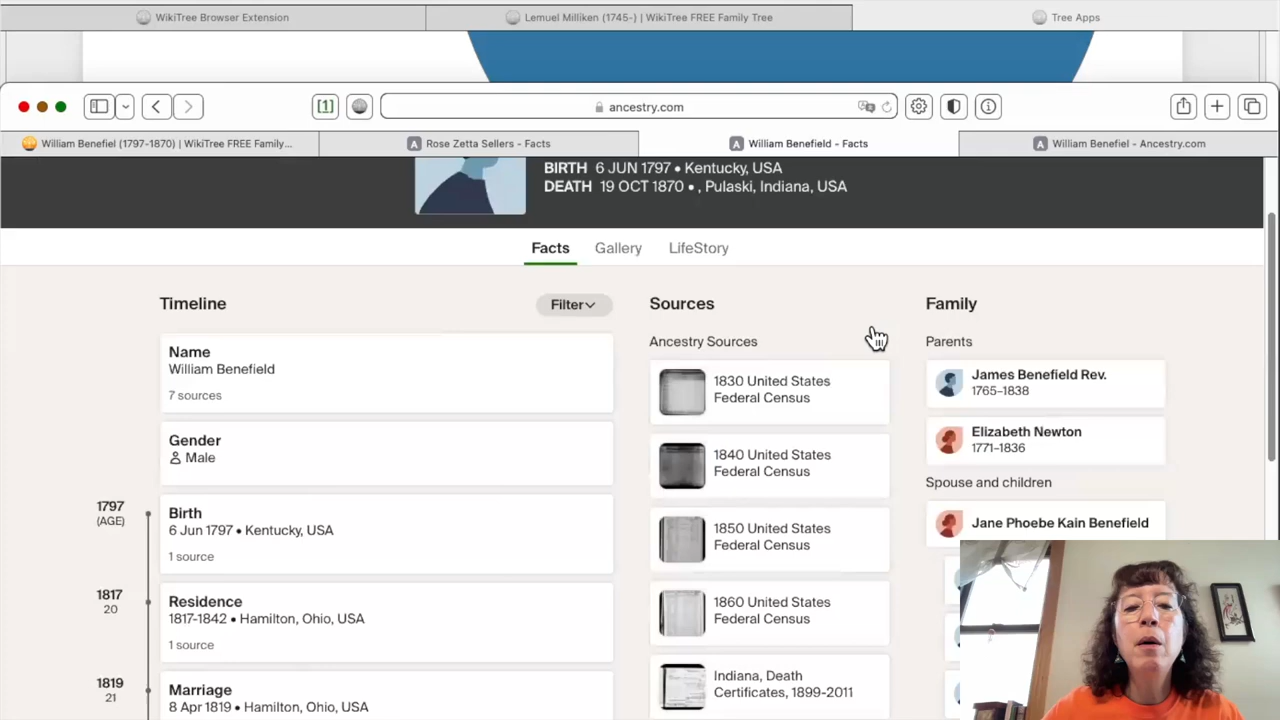 WikiTree Browser Extension
Lemuel Milliken (1745-) | WikiTree FREE Family Tree
Tree Apps
[1]
ancestry.com
William Benefiel (1797-1870) | WikiTree FREE Family...
Rose Zetta Sellers - Facts
William Benefield - Facts
William Benefiel - Ancestry.com
BIRTH 6 JUN 1797 • Kentucky, USA
DEATH 19 OCT 1870 • , Pulaski, Indiana, USA
Facts
Gallery
LifeStory
Timeline
Filter
Name
William Benefield
7 sources
Gender
Male
1797
(AGE)
Birth
6 Jun 1797 • Kentucky, USA
1 source
1817
20
Residence
1817-1842 • Hamilton, Ohio, USA
1 source
1819
21
Marriage
8 Apr 1819 • Hamilton, Ohio, USA
Sources
Ancestry Sources
1830 United States
Federal Census
1840 United States
Federal Census
1850 United States
Federal Census
1860 United States
Federal Census
Indiana, Death
Certificates, 1899-2011
Family
Parents
James Benefield Rev.
1765–1838
Elizabeth Newton
1771–1836
Spouse and children
Jane Phoebe Kain Benefield